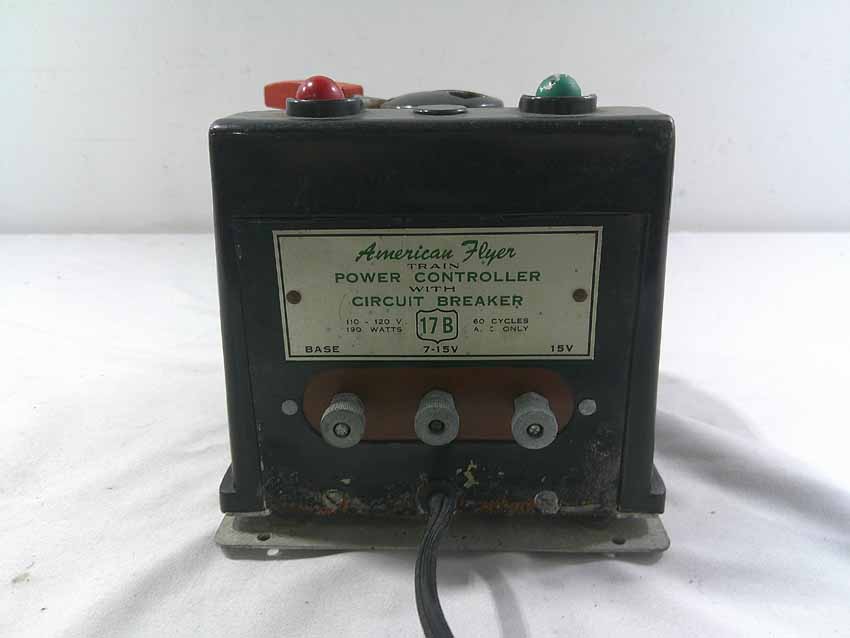 American Flyer
TRAIN
POWER CONTROLLER
WITH
CIRCUIT BREAKER
110 - 120 V. 17B 60 CYCLES
190 WATTS A. C ONLY
BASE 7-15V 15V